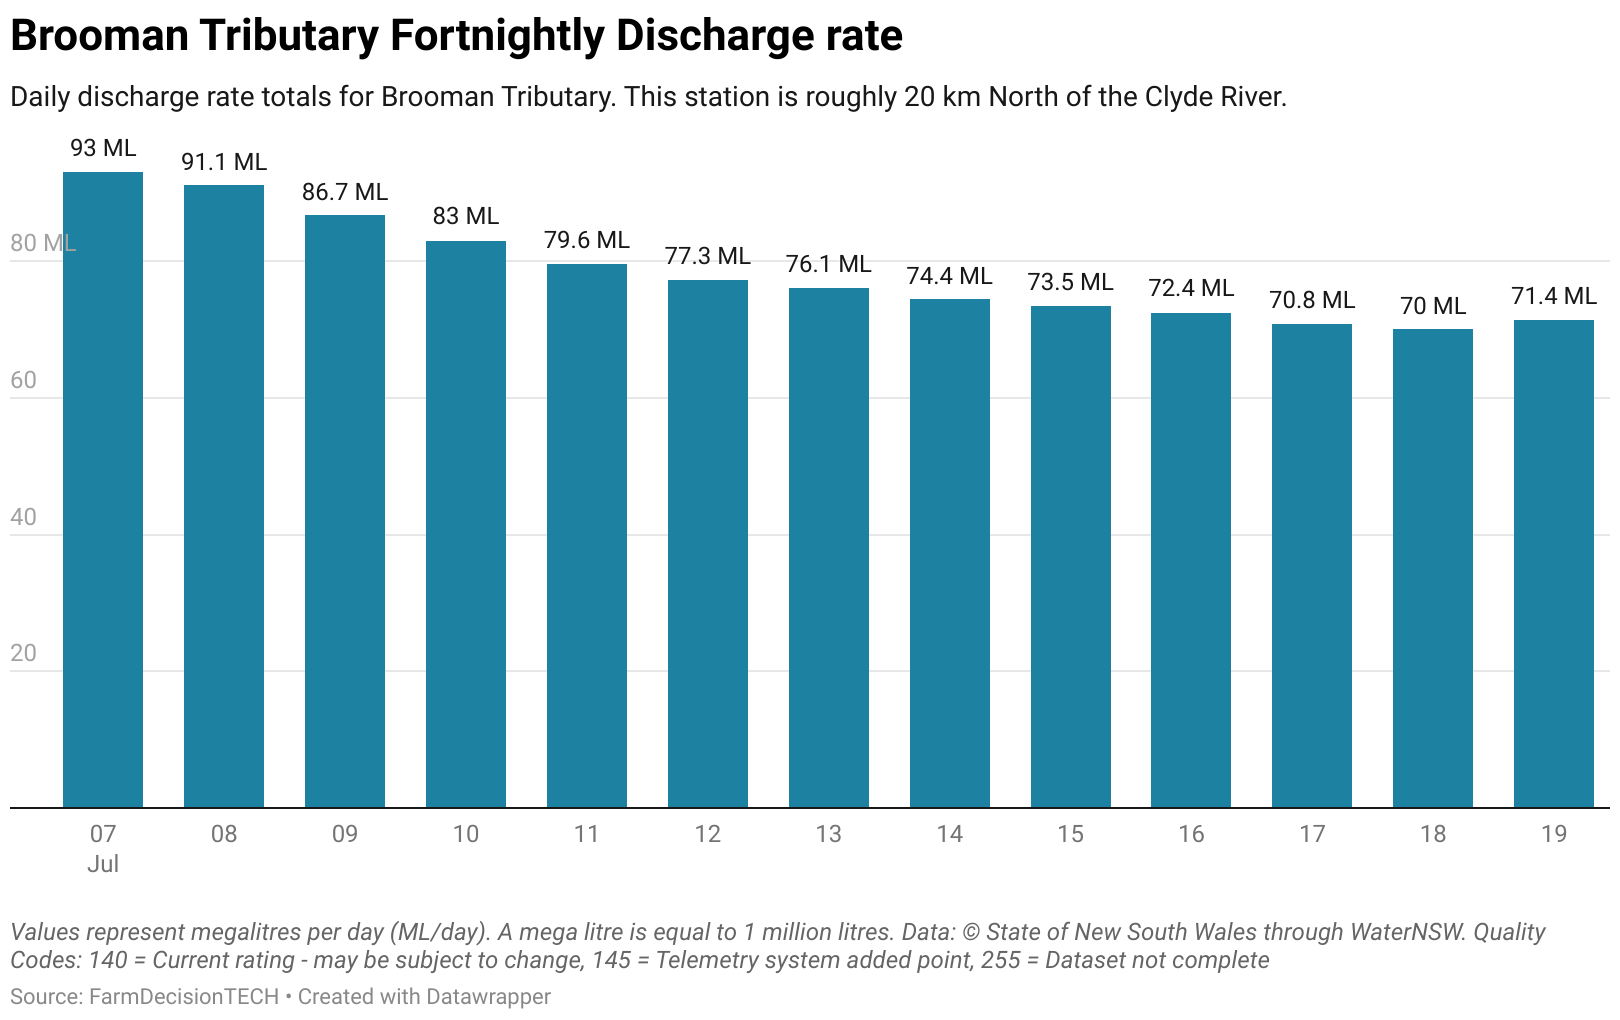 Brooman Tributary Fortnightly Discharge rate
Daily discharge rate totals for Brooman Tributary. This station is roughly 20 km North of the Clyde River.
93 ML
91.1 ML
86.7 ML
83 ML
79.6 ML
77.3 ML
76.1 ML
74.4 ML
73.5 ML
72.4 ML
70.8 ML
70 ML
71.4 ML
80 ML
60
40
20
07 08 09 10 11 12 13 14 15 16 17 18 19
Jul
Values represent megalitres per day (ML/day). A mega litre is equal to 1 million litres. Data: © State of New South Wales through WaterNSW. Quality
Codes: 140 = Current rating - may be subject to change, 145 = Telemetry system added point, 255 = Dataset not complete
Source: FarmDecisionTECH • Created with Datawrapper